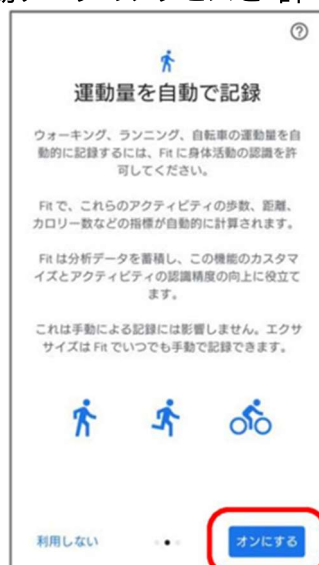 運動量を自動で記録
ウォーキング、ランニング、自転車の運動量を自
動的に記録するには、Fit に身体活動の認識を許
可してください。
Fit で、これらのアクティビティの歩数、距離、
カロリー数などの指標が自動的に計算されます。
Fit は分析データを蓄積し、この機能のカスタマ
イズとアクティビティの認識精度の向上に役立て
ます。
これは手動による記録には影響しません。エクサ
サイズは Fit でいつでも手動で記録できます。
利用しない
オンにする